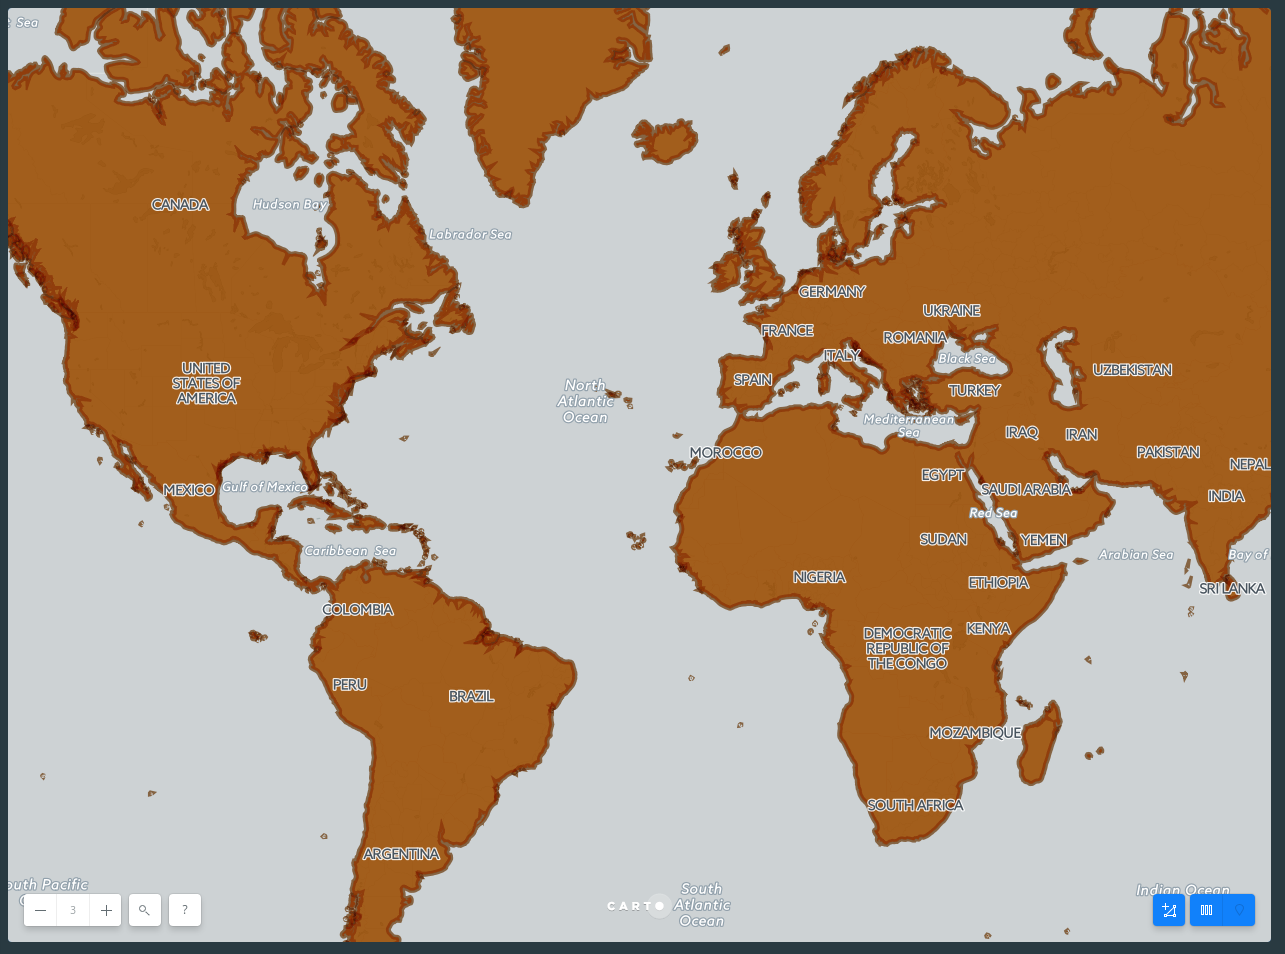 Sea
CANADA
Hudson Bay
Labrador Sea
GERMANY
UKRAINE
FRANCE
ROMANIA
ITALY
Black Sea
UNITED
STATES OF
AMERICA
UZBEKISTAN
SPAIN
TURKEY
North
Atlantic
Ocean
Mediterranean
Sea
IRAQ
IRAN
MOROCCO
PAKISTAN
NEPAL
EGYPT
MEXICO
Gulf of Mexico
SAUDI ARABIA
INDIA
Red Sea
SUDAN
YEMEN
Caribbean Sea
Arabian Sea
Bay of
NIGERIA
ETHIOPIA
SRI LANKA
COLOMBIA
KENYA
DEMOCRATIC
REPUBLIC OF
THE CONGO
PERU
BRAZIL
MOZAMBIQUE
SOUTH AFRICA
ARGENTINA
outh Pacific
South
Atlantic
Ocean
Indian Ocean
3
?
CARTO